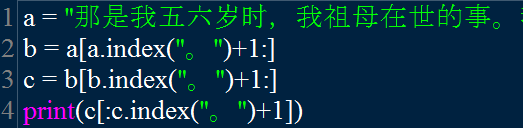 1 a = "那是我五六岁时，我祖母在世的事。
2 b = a[a.index("。")+1:]
3 c = b[b.index("。")+1:]
4 print(c[:c.index("。")+1])